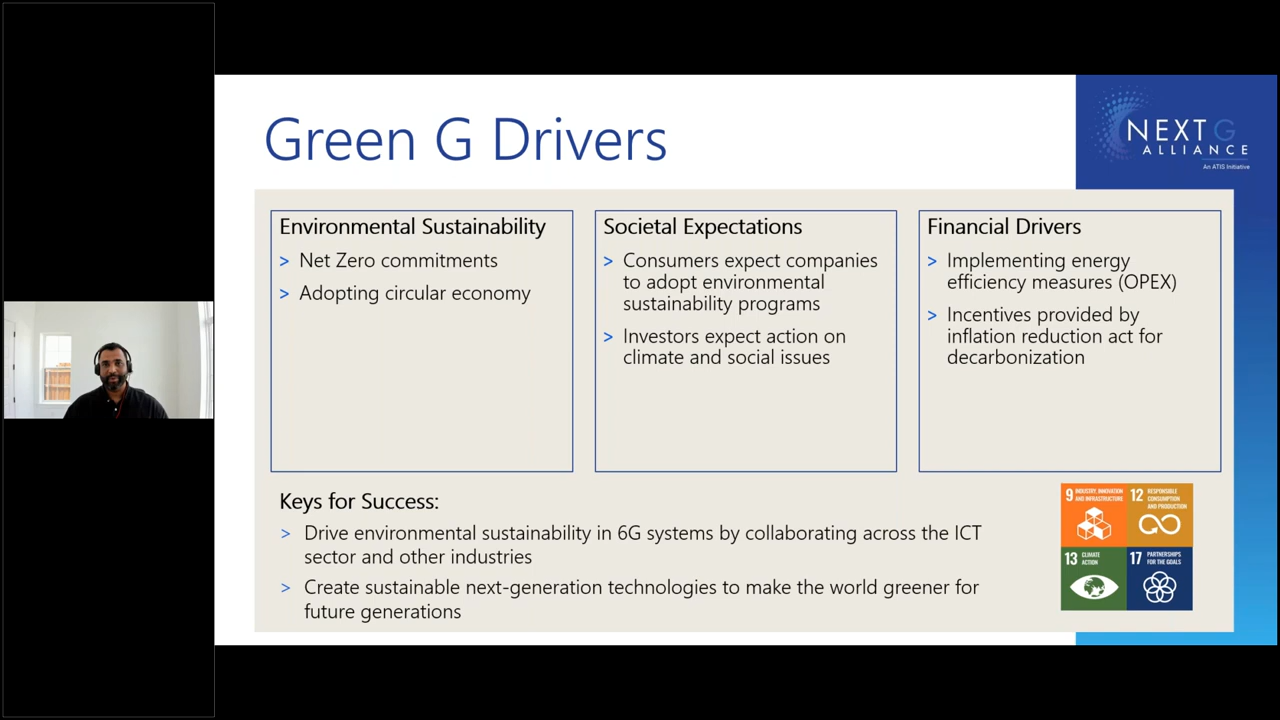 Green G Drivers
NEXTG
ALLIANCE
An ATIS Initiative
Environmental Sustainability
> Net Zero commitments
> Adopting circular economy
Societal Expectations
> Consumers expect companies
to adopt environmental
sustainability programs
> Investors expect action on
climate and social issues
Financial Drivers
> Implementing energy
efficiency measures (OPEX)
> Incentives provided by
inflation reduction act for
decarbonization
Keys for Success:
> Drive environmental sustainability in 6G systems by collaborating across the ICT
sector and other industries
> Create sustainable next-generation technologies to make the world greener for
future generations
9 INDUSTRY, INNOVATION
AND INFRASTRUCTURE
12 RESPONSIBLE
CONSUMPTION
AND PRODUCTION
13 CLIMATE
ACTION
17 PARTNERSHIPS
FOR THE GOALS